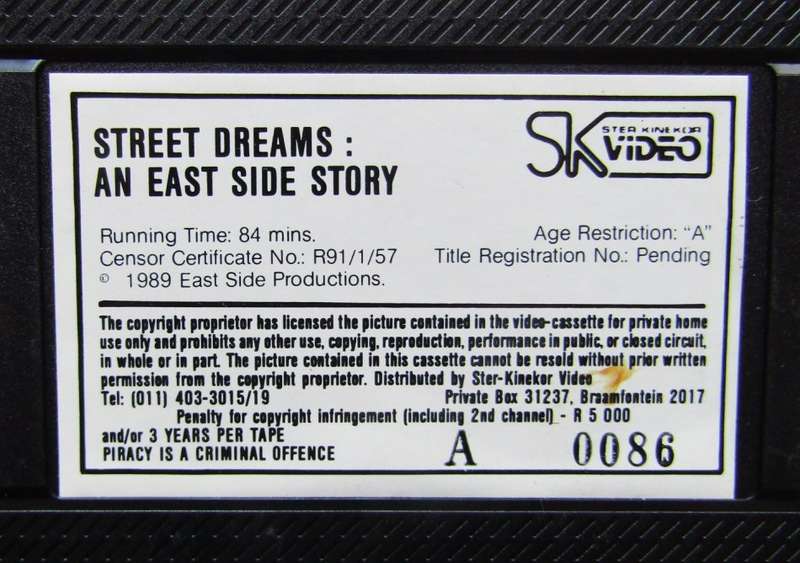 STREET DREAMS :
AN EAST SIDE STORY
SK STER KINEKOR
VIDEO
Running Time: 84 mins.
Age Restriction: "A"
Censor Certificate No.: R91/1/57
Title Registration No.: Pending
© 1989 East Side Productions.
The copyright proprietor has licensed the picture contained in the video-cassette for private home
use only and prohibits any other use, copying, reproduction, performance in public, or closed circuit,
in whole or in part. The picture contained in this cassette cannot be resold without prior written
permission from the copyright proprietor. Distributed by Ster-Kinekor Video
Tel: (011) 403-3015/19 Private Box 31237, Braamfontein 2017
Penalty for copyright infringement (including 2nd channel) - R 5 000
and/or 3 YEARS PER TAPE
PIRACY IS A CRIMINAL OFFENCE
A 0086